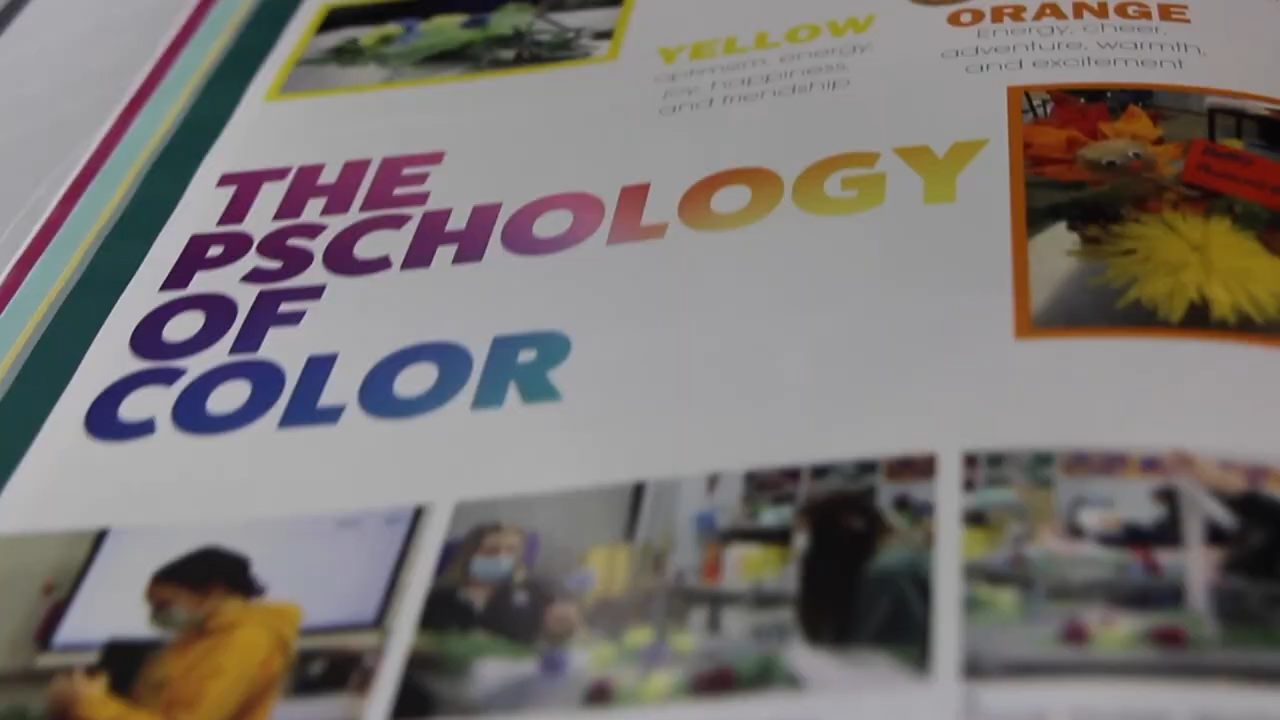 YELLOW
optimism, energy,
joy, happiness,
and friendship
ORANGE
Energy, cheer,
adventure, warmth,
and excitement
THE
PSCHOLOGY
OF
COLOR